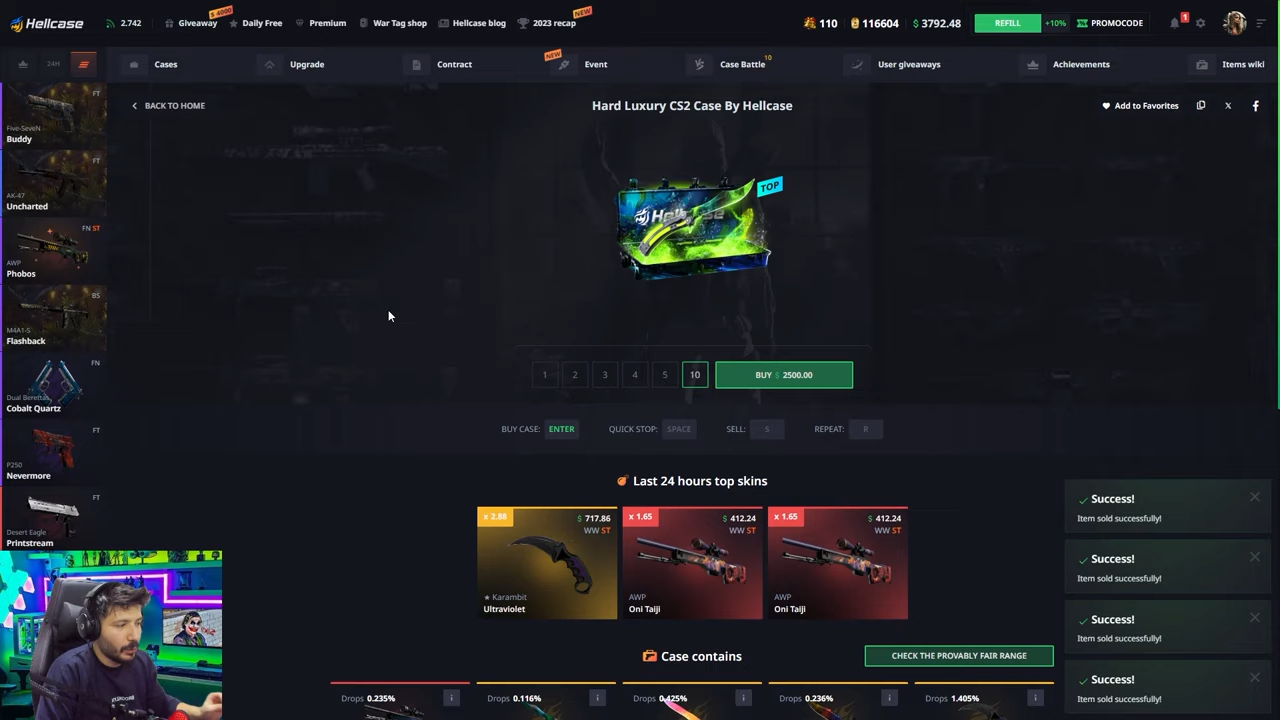 Hellcase
2.742
$ 4000
Giveaway
Daily Free
Premium
War Tag shop
Hellcase blog
NEW
2023 recap
110
116604
$ 3792.48
REFILL
+10%
PROMOCODE
1
24H
Cases
Upgrade
Contract
NEW
Event
Case Battle
10
User giveaways
Achievements
Items wiki
BACK TO HOME
Hard Luxury CS2 Case By Hellcase
Add to Favorites
FT
Five-SeveN
Buddy
FT
AK-47
Uncharted
FN ST
AWP
Phobos
BS
M4A1-S
Flashback
FN
Dual Berettas
Cobalt Quartz
FT
P250
Nevermore
FT
Desert Eagle
Printstream
Hellcase
TOP
1
2
3
4
5
10
BUY $ 2500.00
BUY CASE:
ENTER
QUICK STOP:
SPACE
SELL:
S
REPEAT:
R
Last 24 hours top skins
x 2.88
$ 717.86
WW ST
★ Karambit
Ultraviolet
x 1.65
$ 412.24
WW ST
AWP
Oni Taiji
x 1.65
$ 412.24
WW ST
AWP
Oni Taiji
Case contains
CHECK THE PROVABLY FAIR RANGE
Drops 0.235%
i
Drops 0.116%
i
Drops 0.425%
i
Drops 0.236%
i
Drops 1.405%
i
Success!
Item sold successfully!
Success!
Item sold successfully!
Success!
Item sold successfully!
Success!